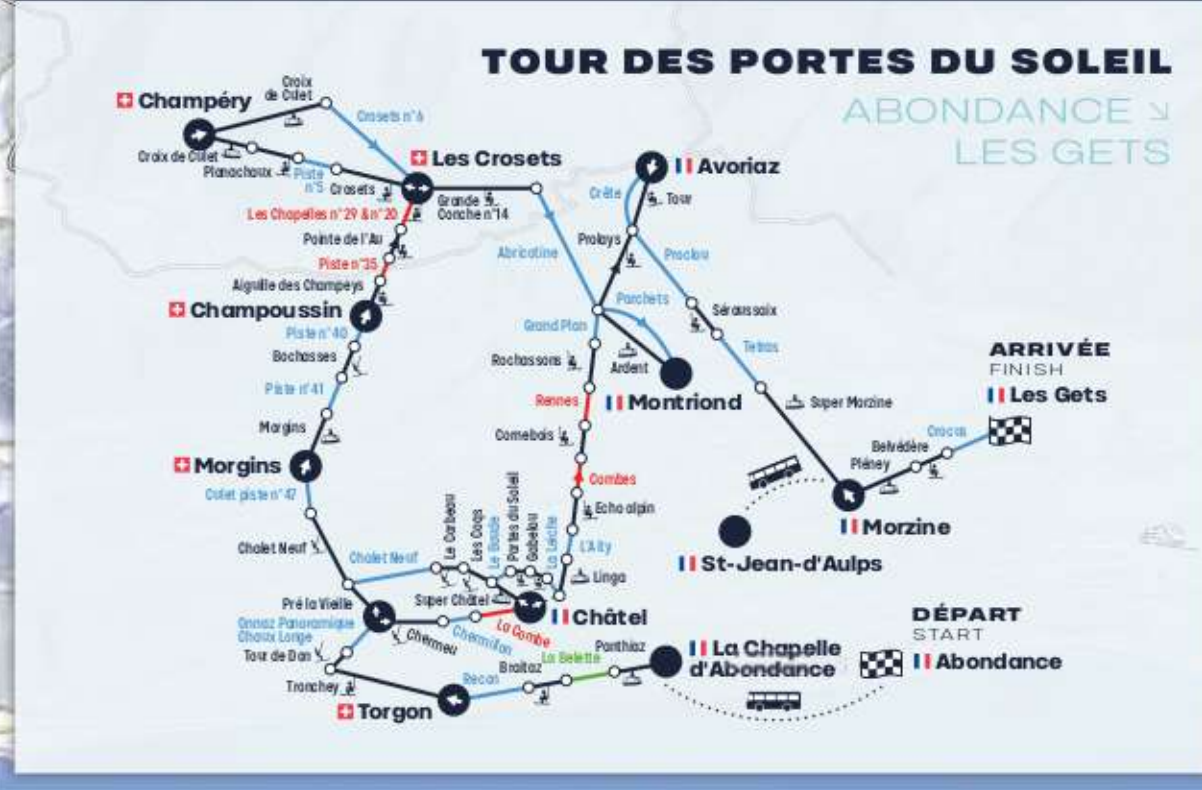 TOUR DES PORTES DU SOLEIL
ABONDANCE ↘
LES GETS
Champéry
Croix
de Culet
Crosets n°6
Croix de Cullet
Planachaux
Piste
n°5
Crosets
Les Crosets
Grande
Conche n°14
Avoriaz
Crête
Tour
Les Chapelles n°29 & n°20
Pointe de l'Au
Piste n°35
Aiguille des Champeys
Prolays
Abricotine
Proclou
Champoussin
Parchets
Séraussaix
Piste n°40
Grand Plan
Tétras
Bochasses
Rochassons
Ardent
ARRIVÉE
FINISH
Les Gets
Piste n°41
Rennes
Montriond
Super Morzine
Morgins
Cornebois
Crocus
Belvédère
Pléney
Morgins
Culet piste n°47
Combes
Morzine
Le Corbeau
Les Coqs
Le Boude
Portes du Soleil
Gabelou
La Leiche
Echo alpin
Chalet Neuf
Chalet Neuf
L'Aity
St-Jean-d'Aulps
Linga
Pré la Vieille
Super Châtel
Châtel
DÉPART
START
Abondance
Onnaz Panoramique
Choux Longe
Chermeu
Chermillon
La Combe
Tour de Don
La Chapelle
d'Abondance
Panthiaz
La Belette
Braitaz
Tronchey
Recon
Torgon